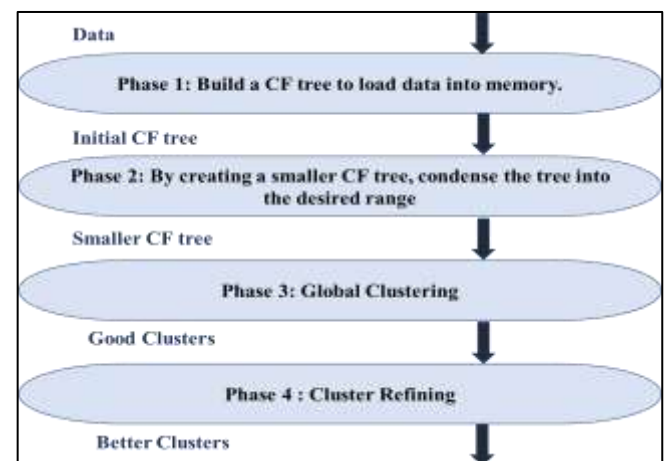 Data
Phase 1: Build a CF tree to load data into memory.
Initial CF tree
Phase 2: By creating a smaller CF tree, condense the tree into
the desired range
Smaller CF tree
Phase 3: Global Clustering
Good Clusters
Phase 4 : Cluster Refining
Better Clusters